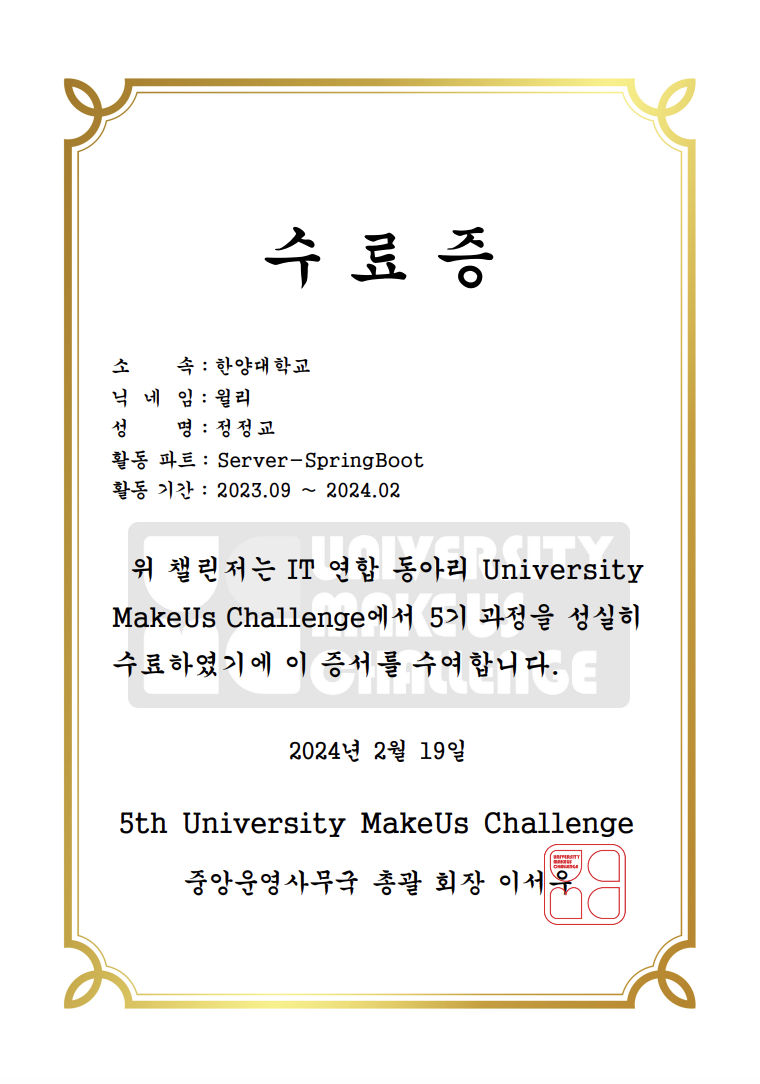 수 료 증
소 속 : 한양대학교
닉 네 임 : 윌리
성 명 : 정정교
활동 파트 : Server-SpringBoot
활동 기간 : 2023.09 ~ 2024.02
UNIVERSITY
MAKE US
CHALLENGE
위 챌린저는 IT 연합 동아리 University
MakeUs Challenge에서 5기 과정을 성실히
수료하였기에 이 증서를 수여합니다.
2024년 2월 19일
5th University MakeUs Challenge
중앙운영사무국 총괄 회장 이서우
UNIVERSITY
MAKEUS
CHALLENGE